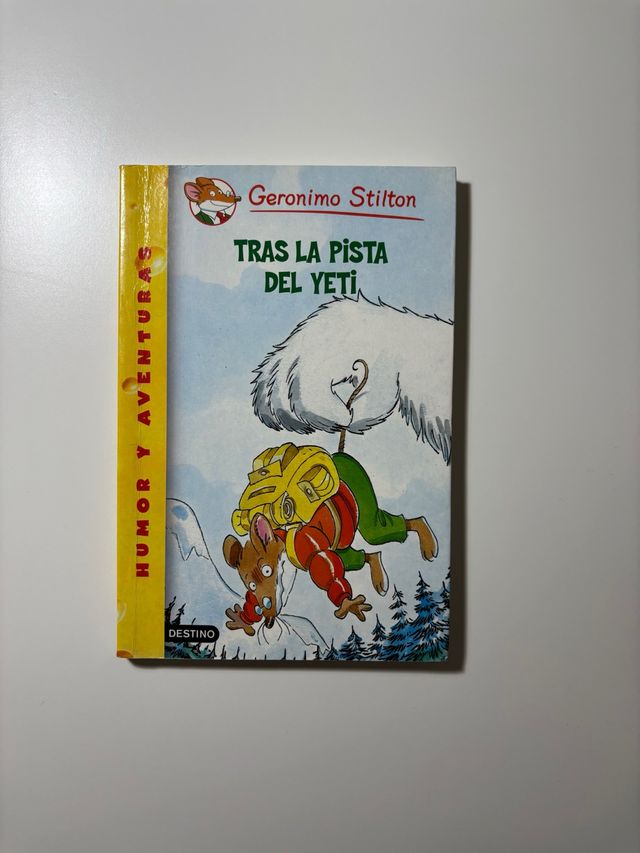 Geronimo Stilton
TRAS LA PiSTA
DEL YETi
HUMOR Y AVENTURAS
DESTINO